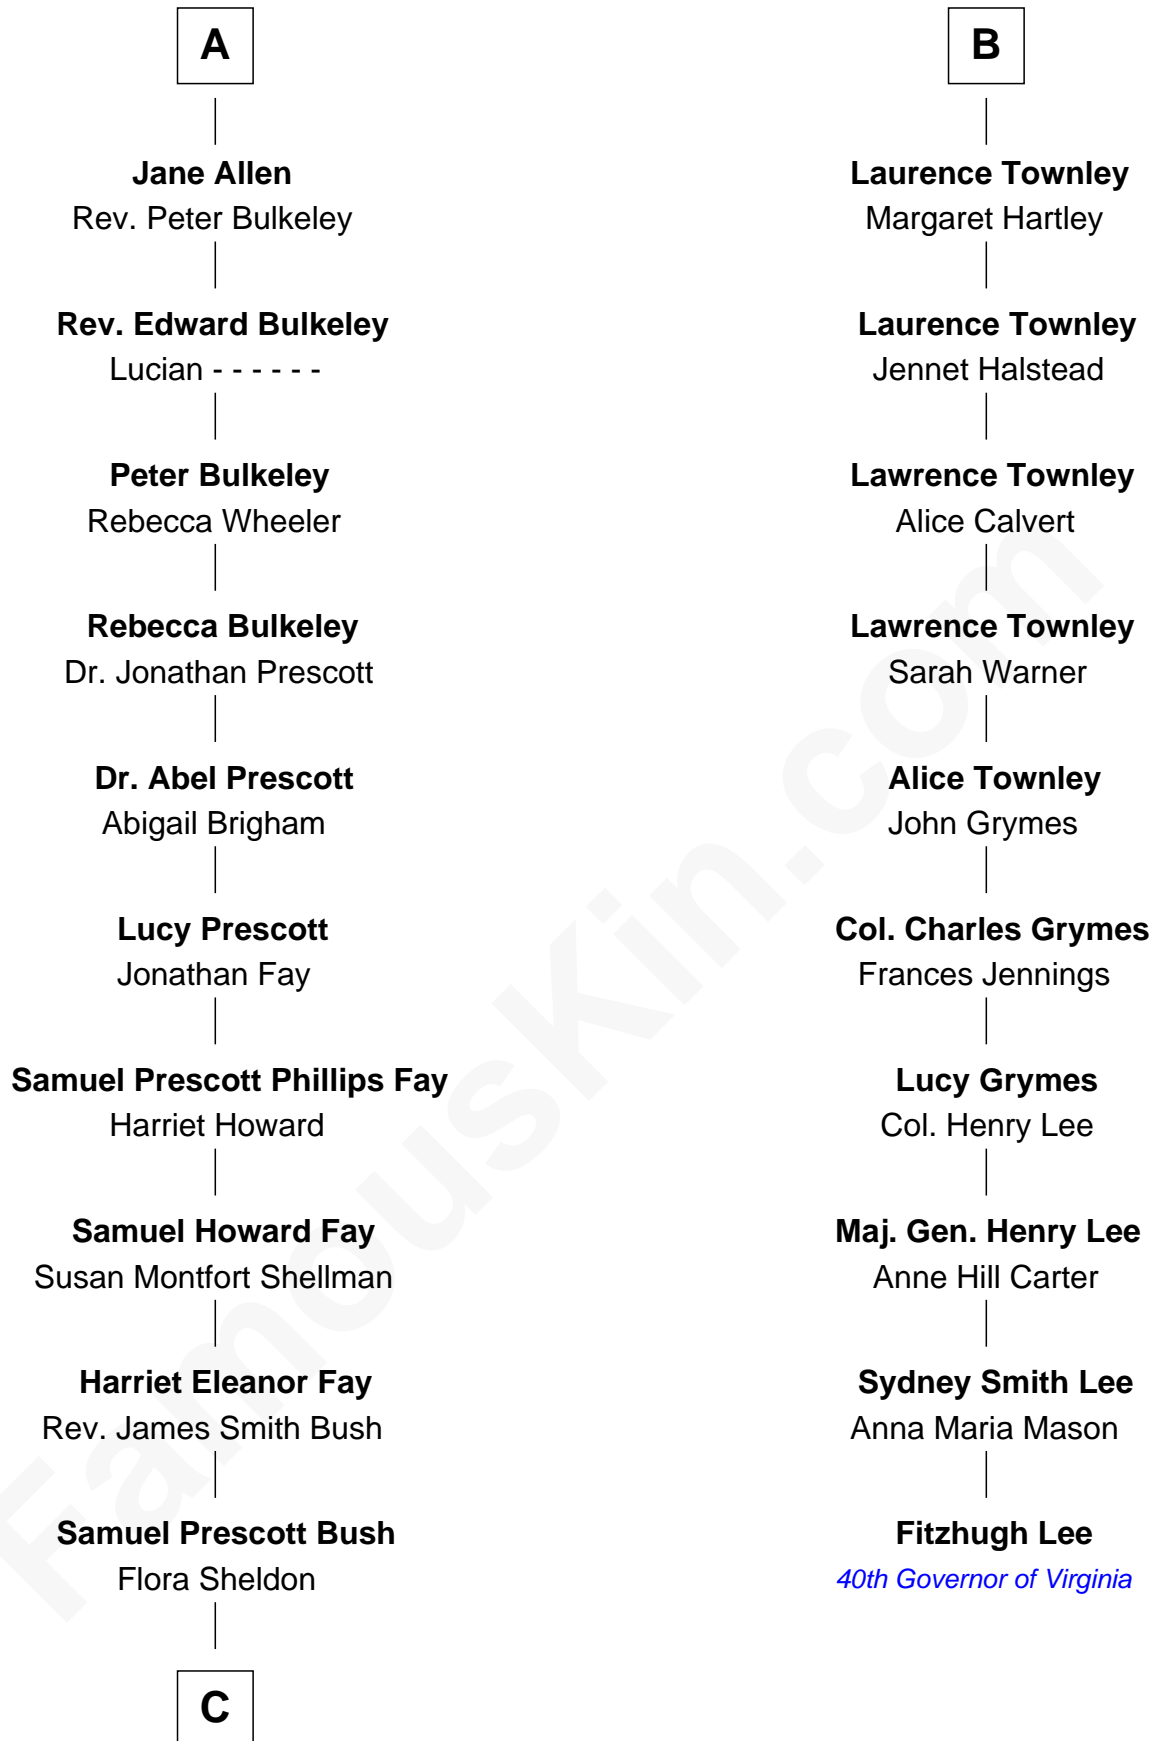 A
Jane Allen
Rev. Peter Bulkeley
Rev. Edward Bulkeley
Lucian - - - - - -
Peter Bulkeley
Rebecca Wheeler
Rebecca Bulkeley
Dr. Jonathan Prescott
Dr. Abel Prescott
Abigail Brigham
Lucy Prescott
Jonathan Fay
Samuel Prescott Phillips Fay
Harriet Howard
Samuel Howard Fay
Susan Montfort Shellman
Harriet Eleanor Fay
Rev. James Smith Bush
Samuel Prescott Bush
Flora Sheldon
C
B
Laurence Townley
Margaret Hartley
Laurence Townley
Jennet Halstead
Lawrence Townley
Alice Calvert
Lawrence Townley
Sarah Warner
Alice Townley
John Grymes
Col. Charles Grymes
Frances Jennings
Lucy Grymes
Col. Henry Lee
Maj. Gen. Henry Lee
Anne Hill Carter
Sydney Smith Lee
Anna Maria Mason
Fitzhugh Lee
40th Governor of Virginia
FamousKin.com